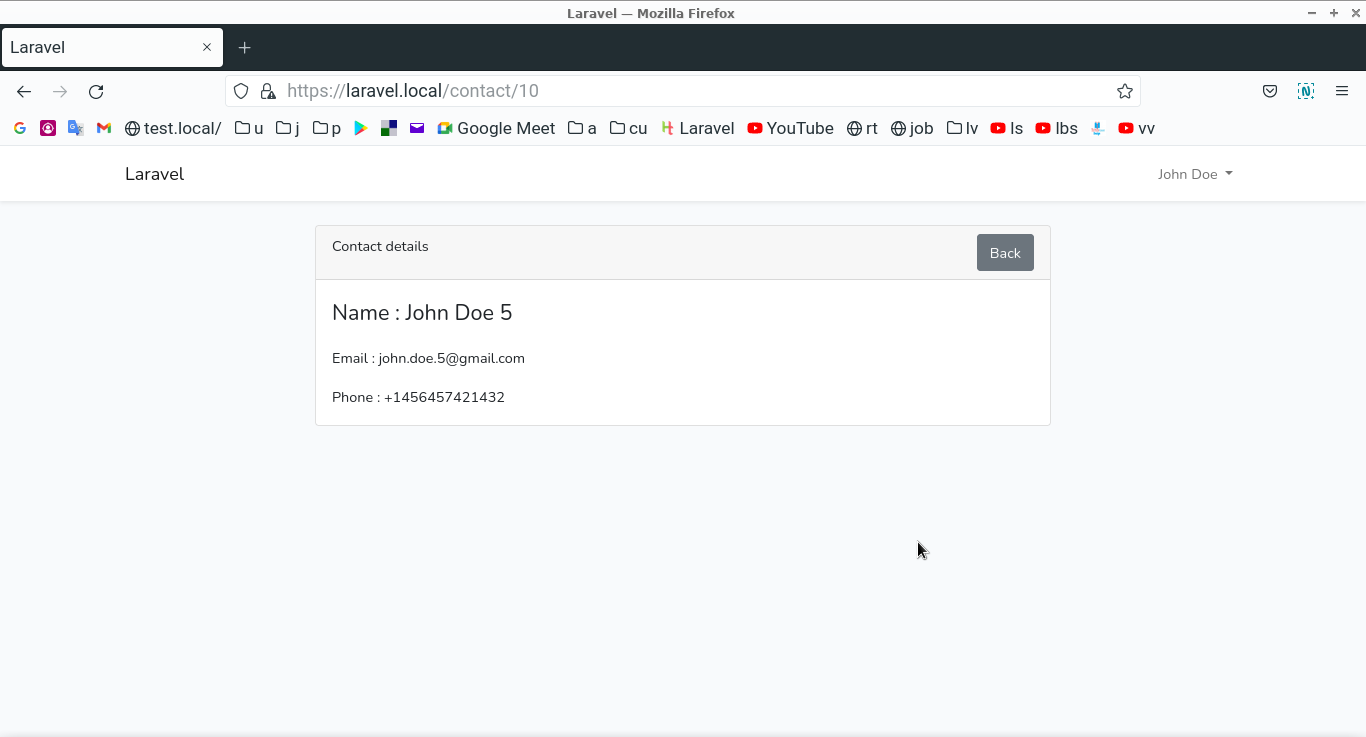 Laravel — Mozilla Firefox
Laravel
https://laravel.local/contact/10
test.local/ u j p Google Meet a cu Laravel YouTube rt job lv ls lbs vv
Laravel John Doe
Contact details Back
Name : John Doe 5
Email : john.doe.5@gmail.com
Phone : +1456457421432